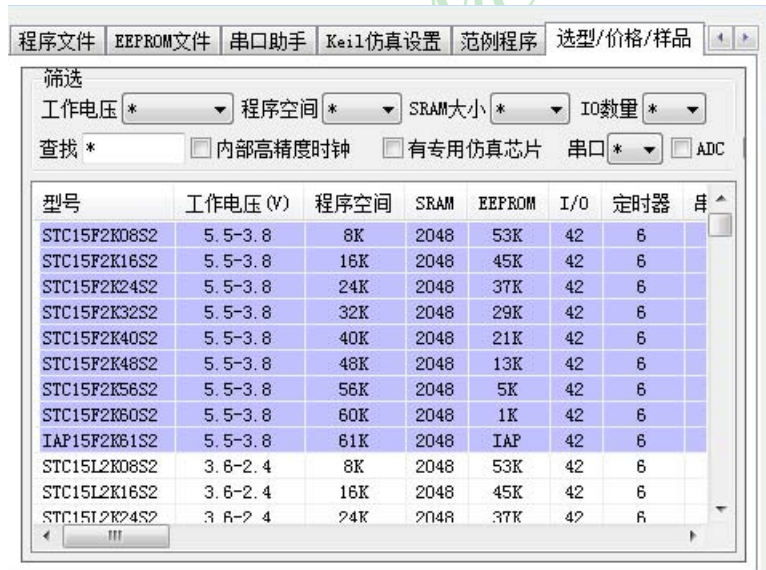 程序文件 EEPROM文件 串口助手 Keil仿真设置 范例程序 选型/价格/样品
筛选
工作电压 * 程序空间 * SRAM大小 * IO数量 *
查找 * 内部高精度时钟 有专用仿真芯片 串口 * ADC
型号 工作电压(V) 程序空间 SRAM EEPROM I/O 定时器
STC15F2K08S2 5.5-3.8 8K 2048 53K 42 6
STC15F2K16S2 5.5-3.8 16K 2048 45K 42 6
STC15F2K24S2 5.5-3.8 24K 2048 37K 42 6
STC15F2K32S2 5.5-3.8 32K 2048 29K 42 6
STC15F2K40S2 5.5-3.8 40K 2048 21K 42 6
STC15F2K48S2 5.5-3.8 48K 2048 13K 42 6
STC15F2K56S2 5.5-3.8 56K 2048 5K 42 6
STC15F2K60S2 5.5-3.8 60K 2048 1K 42 6
IAP15F2K61S2 5.5-3.8 61K 2048 IAP 42 6
STC15L2K08S2 3.6-2.4 8K 2048 53K 42 6
STC15L2K16S2 3.6-2.4 16K 2048 45K 42 6
STC15L2K24S2 3.6-2.4 24K 2048 37K 42 6